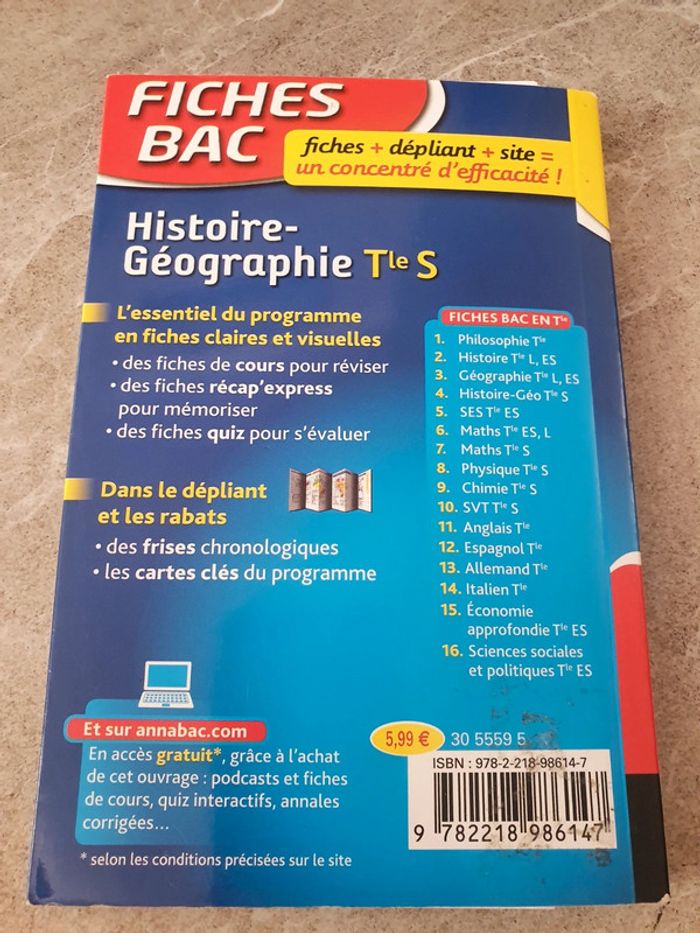 FICHES
BAC
fiches + dépliant + site =
un concentré d'efficacité !
Histoire-
Géographie Tle S
L'essentiel du programme
en fiches claires et visuelles
• des fiches de cours pour réviser
• des fiches récap'express
pour mémoriser
• des fiches quiz pour s'évaluer
Dans le dépliant
et les rabats
• des frises chronologiques
• les cartes clés du programme
FICHES BAC EN Tle
1. Philosophie Tle
2. Histoire Tle L, ES
3. Géographie Tle L, ES
4. Histoire-Géo Tle S
5. SES Tle ES
6. Maths Tle ES, L
7. Maths Tle S
8. Physique Tle S
9. Chimie Tle S
10. SVT Tle S
11. Anglais Tle
12. Espagnol Tle
13. Allemand Tle
14. Italien Tle
15. Économie
approfondie Tle ES
16. Sciences sociales
et politiques Tle ES
Et sur annabac.com
En accès gratuit*, grâce à l'achat
de cet ouvrage : podcasts et fiches
de cours, quiz interactifs, annales
corrigées...
* selon les conditions précisées sur le site
5,99 €
30 5559 5
ISBN : 978-2-218-98614-7
9 782218 986147